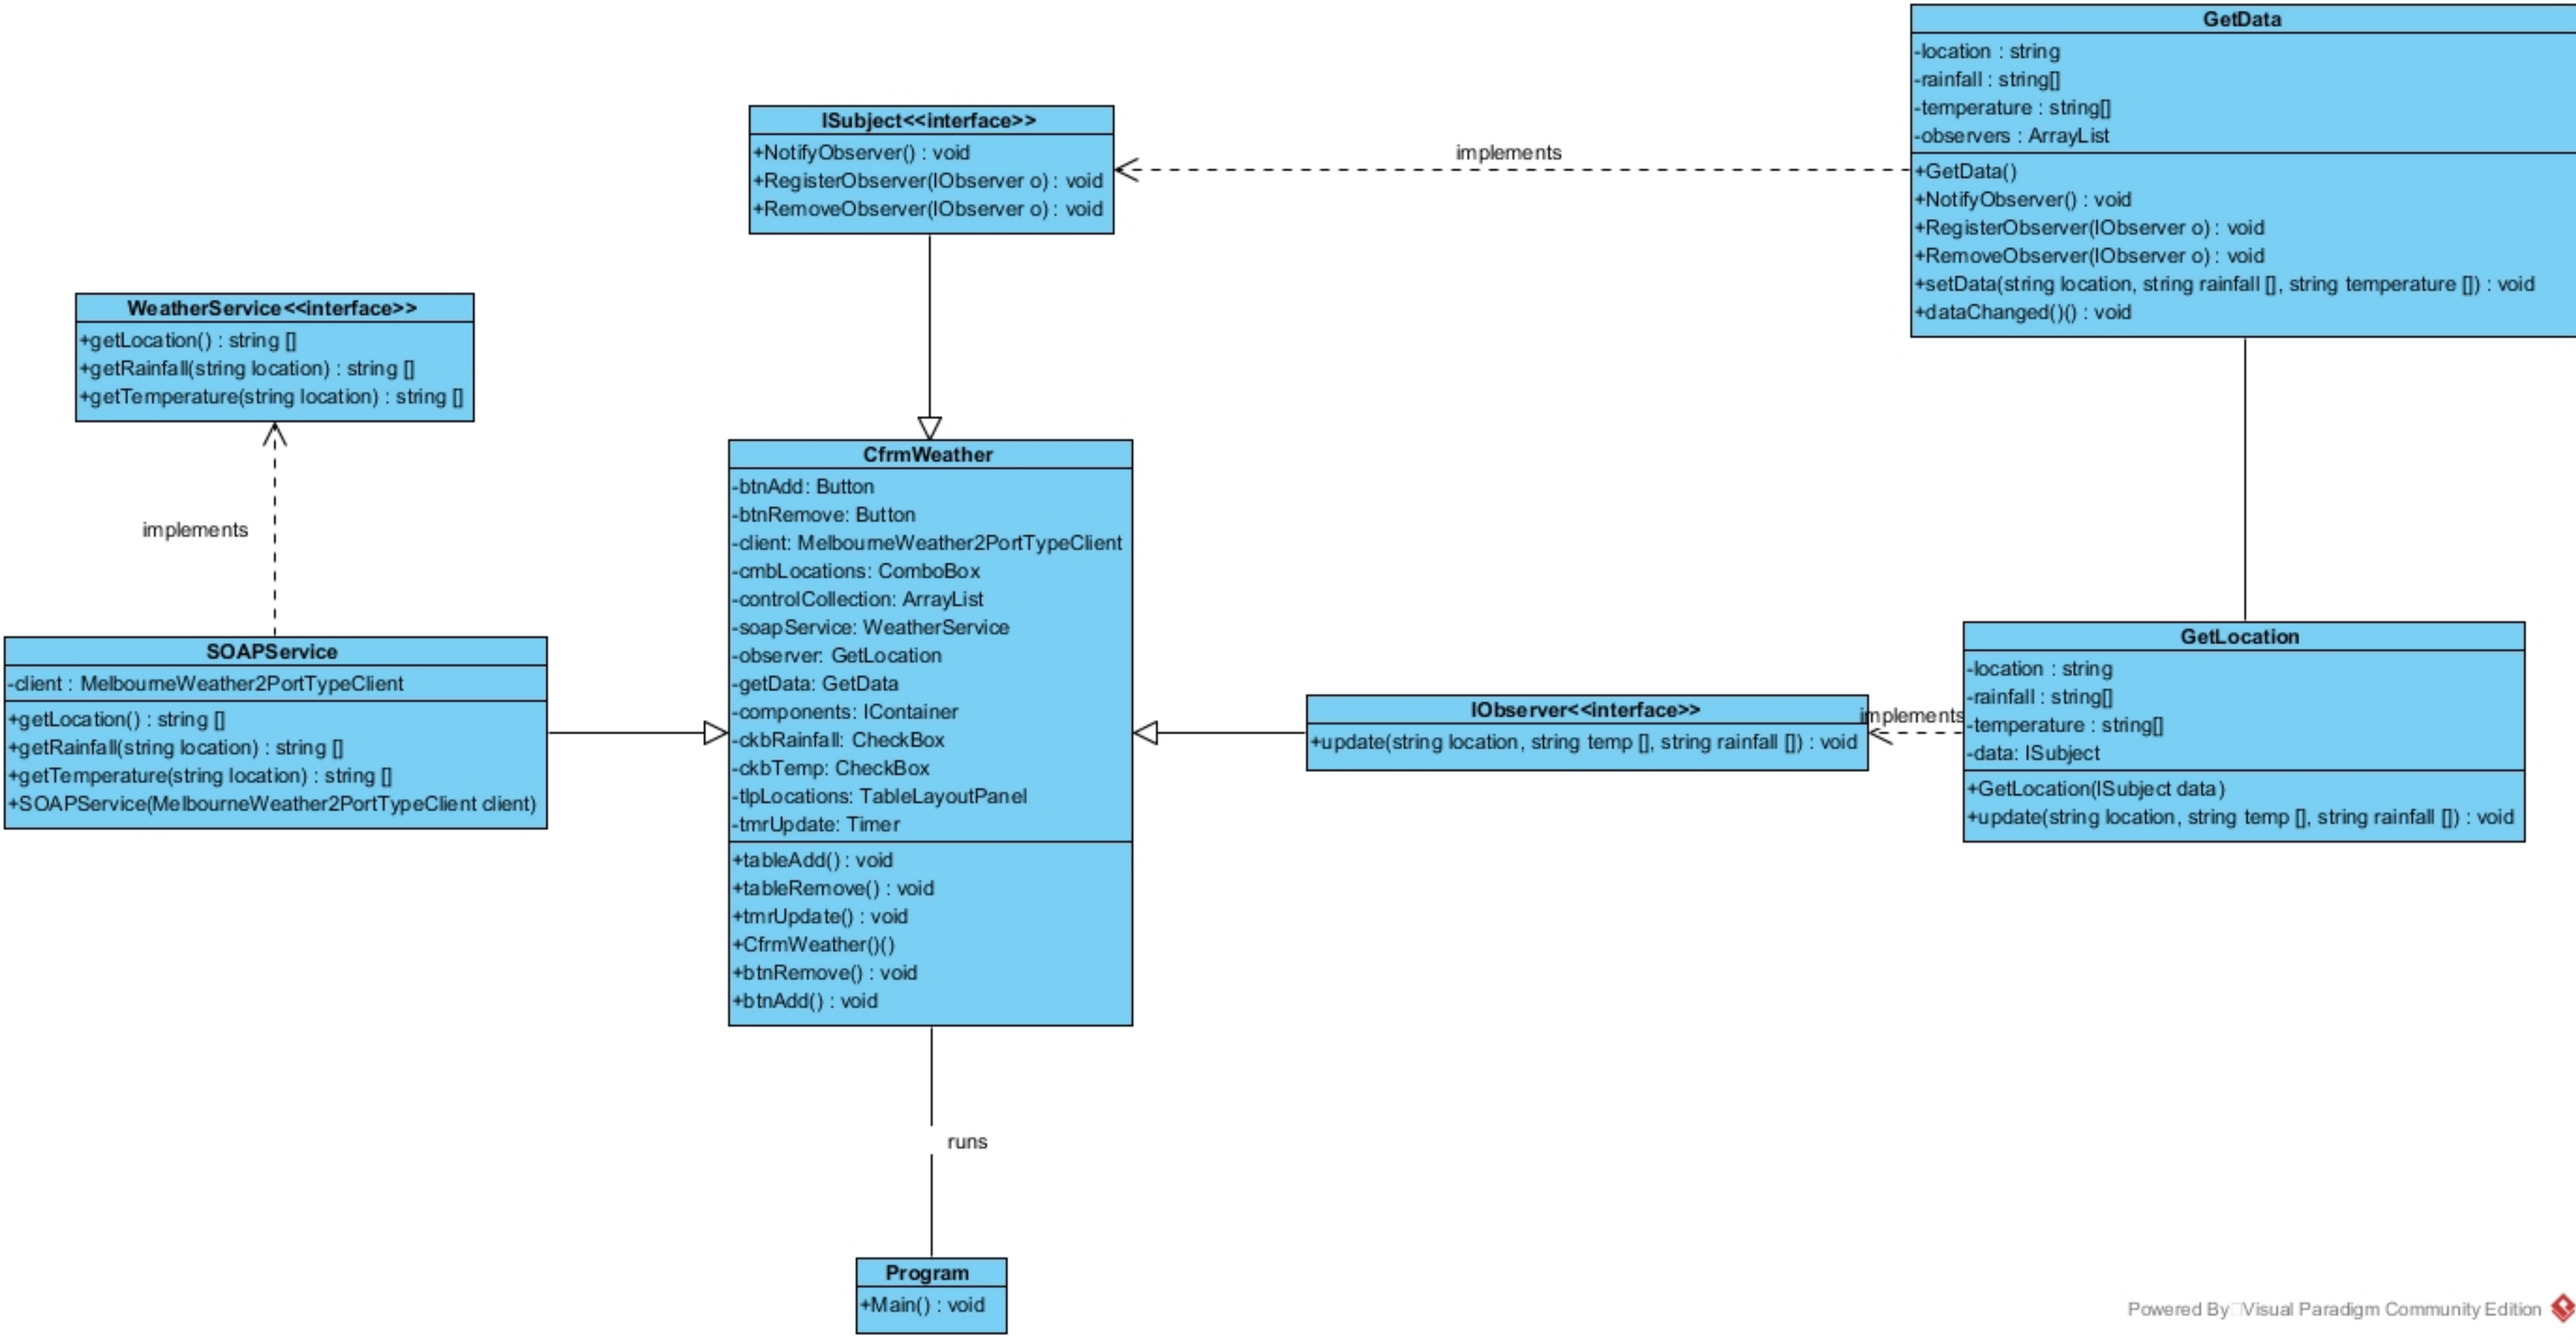 GetData
-location : string
-rainfall : string[]
-temperature : string[]
-observers : ArrayList
+GetData()
+NotifyObserver() : void
+RegisterObserver(IObserver o) : void
+RemoveObserver(IObserver o) : void
+setData(string location, string rainfall [], string temperature []) : void
+dataChanged()() : void
ISubject<<interface>>
+NotifyObserver() : void
+RegisterObserver(IObserver o) : void
+RemoveObserver(IObserver o) : void
implements
WeatherService<<interface>>
+getLocation() : string []
+getRainfall(string location) : string []
+getTemperature(string location) : string []
implements
SOAPService
-client : MelbourneWeather2PortTypeClient
+getLocation() : string []
+getRainfall(string location) : string []
+getTemperature(string location) : string []
+SOAPService(MelbourneWeather2PortTypeClient client)
CfrmWeather
-btnAdd: Button
-btnRemove: Button
-client: MelbourneWeather2PortTypeClient
-cmbLocations: ComboBox
-controlCollection: ArrayList
-soapService: WeatherService
-observer: GetLocation
-getData: GetData
-components: IContainer
-ckbRainfall: CheckBox
-ckbTemp: CheckBox
-tlpLocations: TableLayoutPanel
-tmrUpdate: Timer
+tableAdd() : void
+tableRemove() : void
+tmrUpdate() : void
+CfrmWeather()()
+btnRemove() : void
+btnAdd() : void
IObserver<<interface>>
+update(string location, string temp [], string rainfall []) : void
implements
GetLocation
-location : string
-rainfall : string[]
-temperature : string[]
-data: ISubject
+GetLocation(ISubject data)
+update(string location, string temp [], string rainfall []) : void
runs
Program
+Main() : void
Powered By Visual Paradigm Community Edition